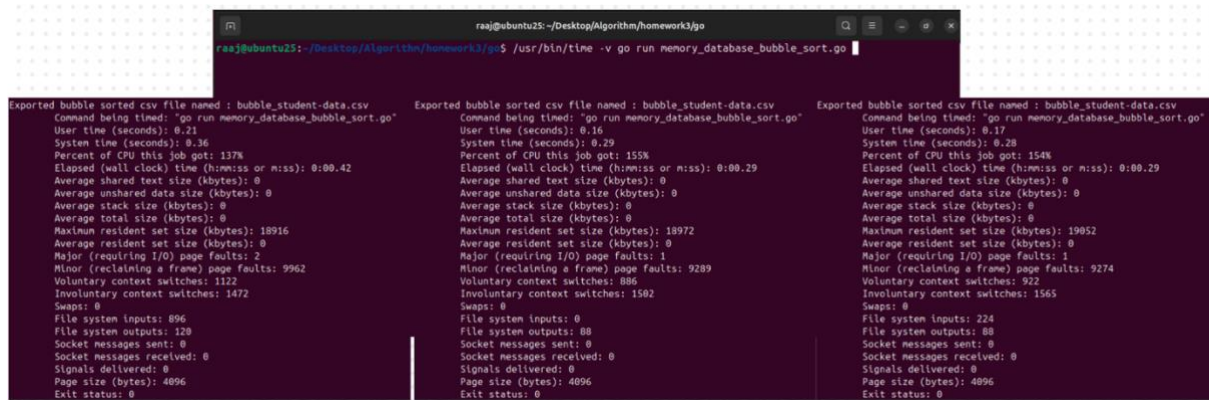 raaj@ubuntu25: ~/Desktop/Algorithm/homework3/go
raaj@ubuntu25:~/Desktop/Algorithm/homework3/go$ /usr/bin/time -v go run memory_database_bubble_sort.go
Exported bubble sorted csv file named : bubble_student-data.csv
Command being timed: "go run memory_database_bubble_sort.go"
User time (seconds): 0.21
System time (seconds): 0.36
Percent of CPU this job got: 137%
Elapsed (wall clock) time (h:mm:ss or m:ss): 0:00.42
Average shared text size (kbytes): 0
Average unshared data size (kbytes): 0
Average stack size (kbytes): 0
Average total size (kbytes): 0
Maximum resident set size (kbytes): 18916
Average resident set size (kbytes): 0
Major (requiring I/O) page faults: 2
Minor (reclaiming a frame) page faults: 9962
Voluntary context switches: 1122
Involuntary context switches: 1472
Swaps: 0
File system inputs: 896
File system outputs: 120
Socket messages sent: 0
Socket messages received: 0
Signals delivered: 0
Page size (bytes): 4096
Exit status: 0
Exported bubble sorted csv file named : bubble_student-data.csv
Command being timed: "go run memory_database_bubble_sort.go"
User time (seconds): 0.16
System time (seconds): 0.29
Percent of CPU this job got: 155%
Elapsed (wall clock) time (h:mm:ss or m:ss): 0:00.29
Average shared text size (kbytes): 0
Average unshared data size (kbytes): 0
Average stack size (kbytes): 0
Average total size (kbytes): 0
Maximum resident set size (kbytes): 18972
Average resident set size (kbytes): 0
Major (requiring I/O) page faults: 1
Minor (reclaiming a frame) page faults: 9289
Voluntary context switches: 886
Involuntary context switches: 1502
Swaps: 0
File system inputs: 0
File system outputs: 88
Socket messages sent: 0
Socket messages received: 0
Signals delivered: 0
Page size (bytes): 4096
Exit status: 0
Exported bubble sorted csv file named : bubble_student-data.csv
Command being timed: "go run memory_database_bubble_sort.go"
User time (seconds): 0.17
System time (seconds): 0.28
Percent of CPU this job got: 154%
Elapsed (wall clock) time (h:mm:ss or m:ss): 0:00.29
Average shared text size (kbytes): 0
Average unshared data size (kbytes): 0
Average stack size (kbytes): 0
Average total size (kbytes): 0
Maximum resident set size (kbytes): 19052
Average resident set size (kbytes): 0
Major (requiring I/O) page faults: 1
Minor (reclaiming a frame) page faults: 9274
Voluntary context switches: 922
Involuntary context switches: 1565
Swaps: 0
File system inputs: 224
File system outputs: 88
Socket messages sent: 0
Socket messages received: 0
Signals delivered: 0
Page size (bytes): 4096
Exit status: 0